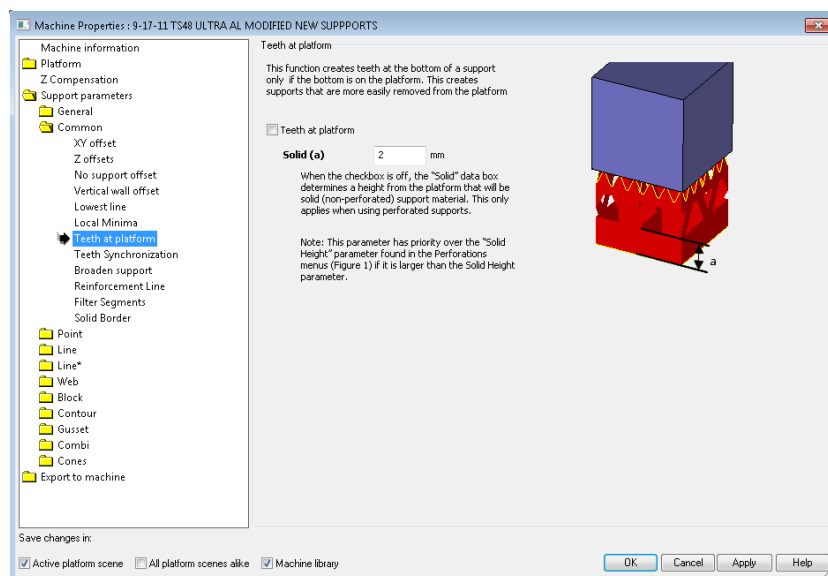 Machine Properties : 9-17-11 TS48 ULTRA AL MODIFIED NEW SUPPPORTS
Machine information
Platform
Z Compensation
Support parameters
General
Common
XY offset
Z offsets
No support offset
Vertical wall offset
Lowest line
Local Minima
Teeth at platform
Teeth Synchronization
Broaden support
Reinforcement Line
Filter Segments
Solid Border
Point
Line
Line*
Web
Block
Contour
Gusset
Combi
Cones
Export to machine
Teeth at platform
This function creates teeth at the bottom of a support
only if the bottom is on the platform. This creates
supports that are more easily removed from the platform
Teeth at platform
Solid (a) 2 mm
When the checkbox is off, the "Solid" data box
determines a height from the platform that will be
solid (non-perforated) support material. This only
applies when using perforated supports.
Note: This parameter has priority over the "Solid
Height" parameter found in the Perforations
menus (Figure 1) if it is larger than the Solid Height
parameter.
a
Save changes in:
Active platform scene All platform scenes alike Machine library
OK Cancel Apply Help